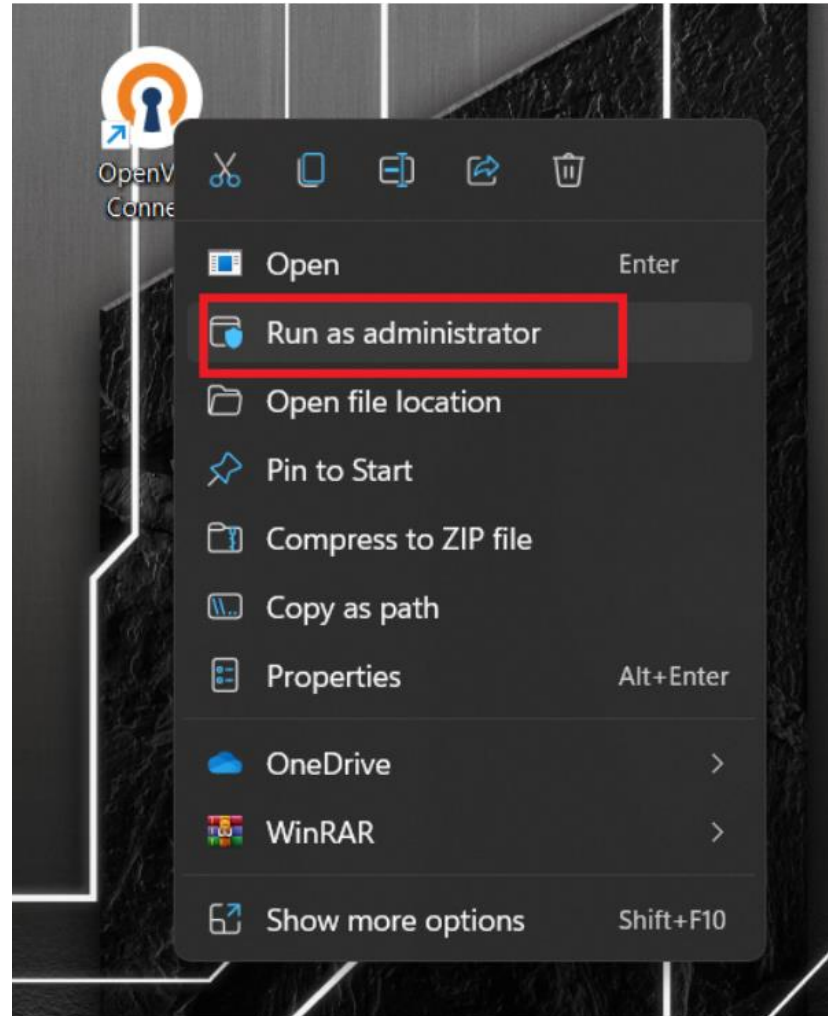 OpenV
Conne
Open Enter
Run as administrator
Open file location
Pin to Start
Compress to ZIP file
Copy as path
Properties Alt+Enter
OneDrive
WinRAR
Show more options Shift+F10